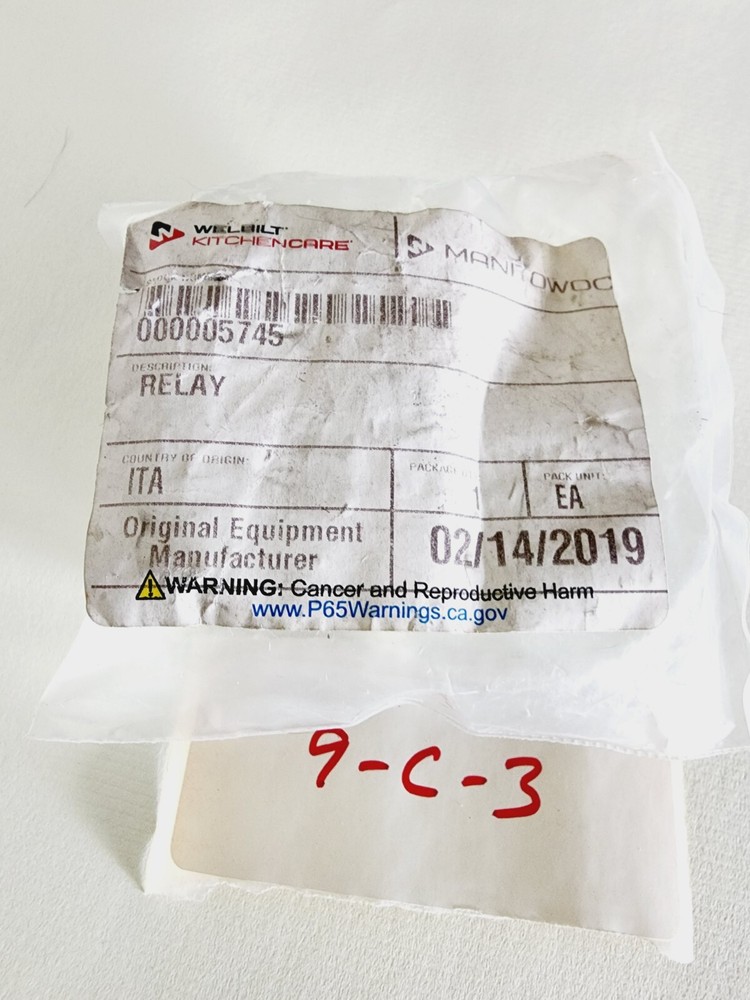 WELBILT
KITCHENCARE
MANITOWOC
000005745
DESCRIPTION:
RELAY
COUNTRY OF ORIGIN:
ITA
PACK UNIT:
1
EA
Original Equipment
Manufacturer
02/14/2019
WARNING: Cancer and Reproductive Harm
www.P65Warnings.ca.gov
9-C-3